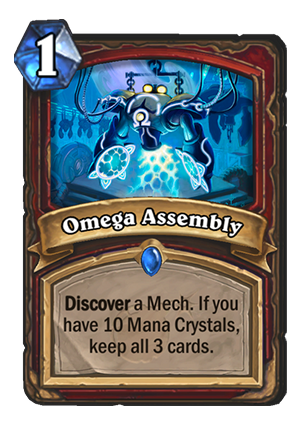 1
Omega Assembly
Discover a Mech. If you
have 10 Mana Crystals,
keep all 3 cards.